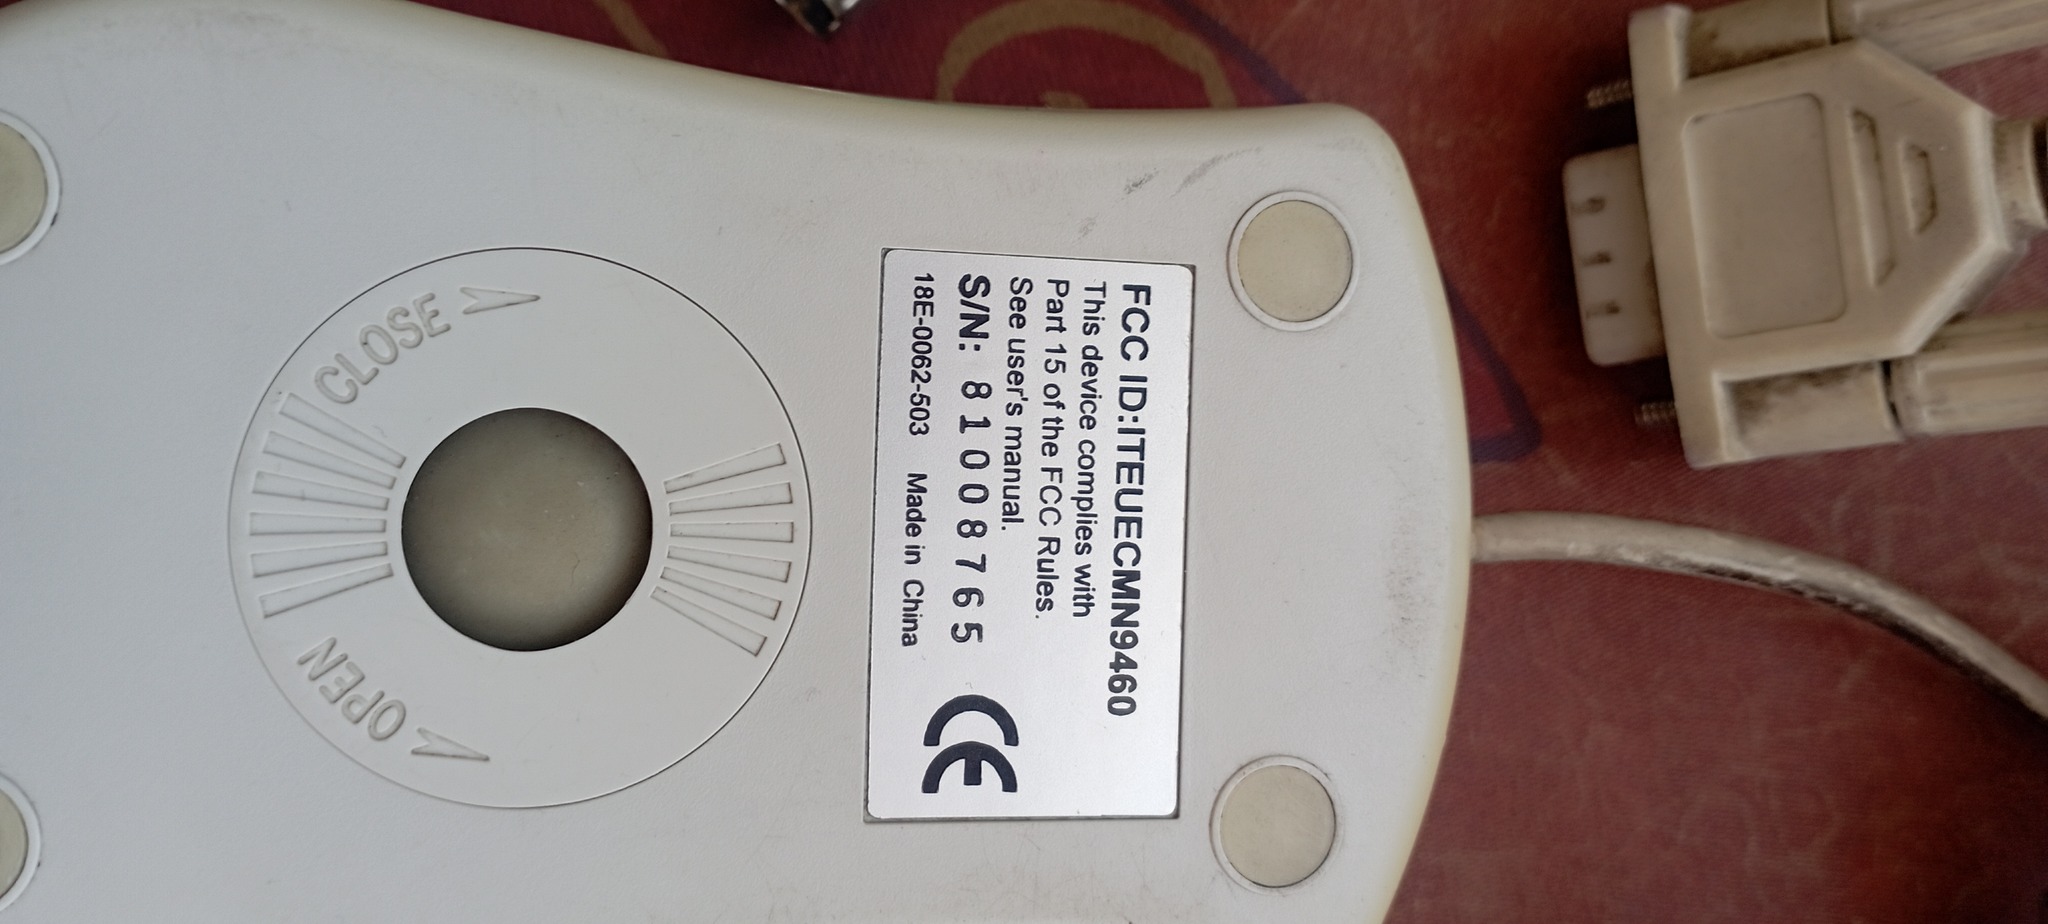 FCC ID:ITEUECMN9460
This device complies with
Part 15 of the FCC Rules.
See user's manual.
S/N: 81008765
18E-0062-503 Made in China
CE
CLOSE
OPEN